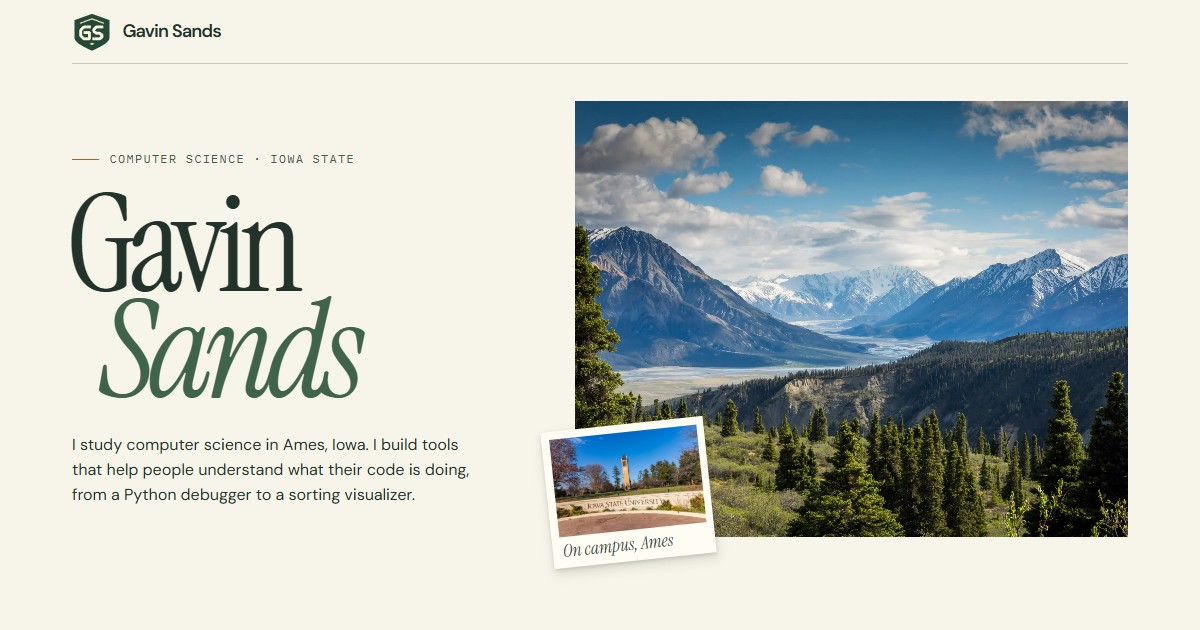 GS
Gavin Sands
COMPUTER SCIENCE · IOWA STATE
Gavin
Sands
I study computer science in Ames, Iowa. I build tools
that help people understand what their code is doing,
from a Python debugger to a sorting visualizer.
IOWA STATE UNIVERSITY
On campus, Ames